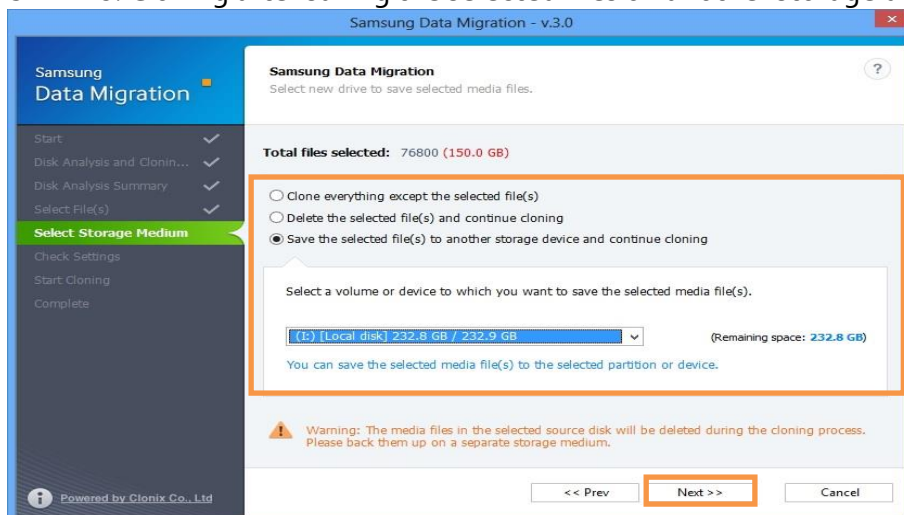 Samsung Data Migration - v.3.0
Samsung
Data Migration
Start
Disk Analysis and Clonin...
Disk Analysis Summary
Select File(s)
Select Storage Medium
Check Settings
Start Cloning
Complete
Powered by Clonix Co., Ltd
Samsung Data Migration
Select new drive to save selected media files.
?
Total files selected: 76800 (150.0 GB)
Clone everything except the selected file(s)
Delete the selected file(s) and continue cloning
Save the selected file(s) to another storage device and continue cloning
Select a volume or device to which you want to save the selected media file(s).
(I:) [Local disk] 232.8 GB / 232.9 GB
(Remaining space: 232.8 GB)
You can save the selected media file(s) to the selected partition or device.
Warning: The media files in the selected source disk will be deleted during the cloning process.
Please back them up on a separate storage medium.
<< Prev
Next >>
Cancel